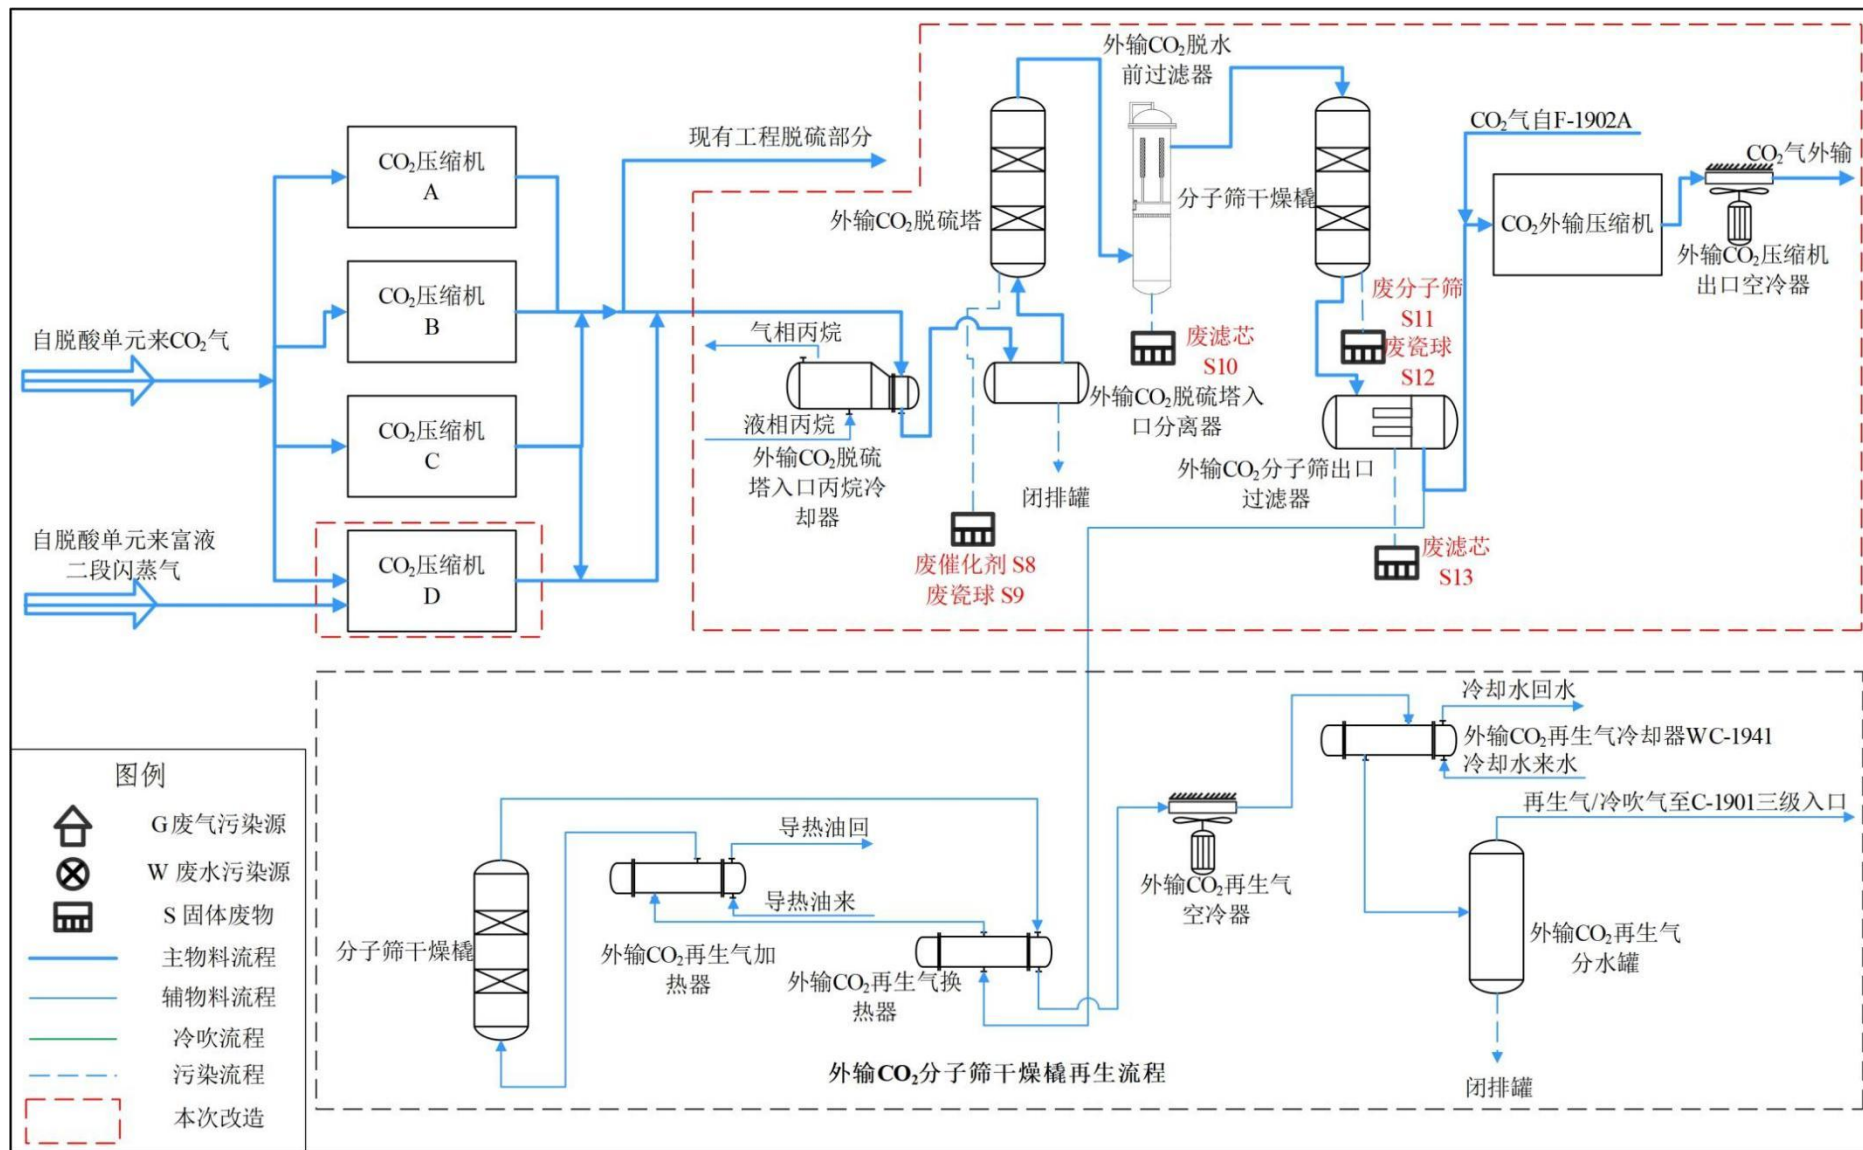 外输CO₂脱水
前过滤器
现有工程脱硫部分
CO₂气自F-1902A
CO₂气外输
CO₂压缩机
A
外输CO₂脱硫塔
分子筛干燥橇
CO₂外输压缩机
外输CO₂压缩机
出口空冷器
CO₂压缩机
B
自脱酸单元来CO₂气
气相丙烷
液相丙烷
外输CO₂脱硫
塔入口丙烷冷
却器
外输CO₂脱硫塔入
口分离器
闭排罐
废滤芯
S10
废分子筛
S11
废瓷球
S12
外输CO₂分子筛出口
过滤器
CO₂压缩机
C
自脱酸单元来富液
二段闪蒸气
CO₂压缩机
D
废催化剂 S8
废瓷球 S9
废滤芯
S13
冷却水回水
外输CO₂再生气冷却器WC-1941
冷却水来水
再生气/冷吹气至C-1901三级入口
导热油回
导热油来
分子筛干燥橇
外输CO₂再生气加
热器
外输CO₂再生气换
热器
外输CO₂再生气
空冷器
外输CO₂再生气
分水罐
闭排罐
外输CO₂分子筛干燥橇再生流程
图例
G废气污染源
W 废水污染源
S 固体废物
主物料流程
辅物料流程
冷吹流程
污染流程
本次改造